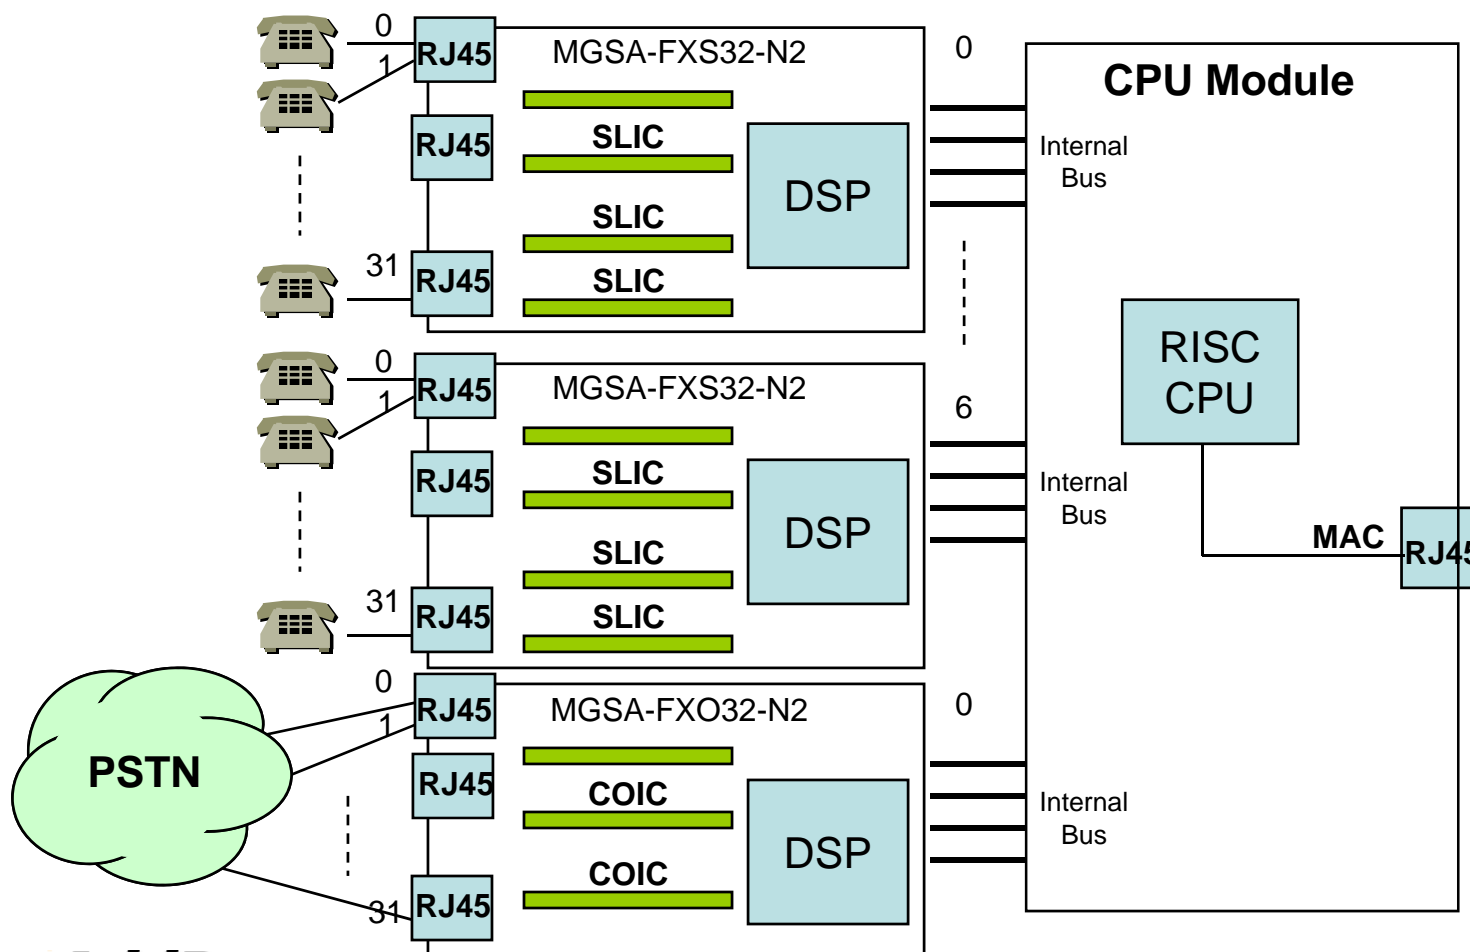 0
1
RJ45
MGSA-FXS32-N2
0
CPU Module
RJ45
SLIC
DSP
Internal
Bus
SLIC
31
RJ45
SLIC
RISC
CPU
0
1
RJ45
MGSA-FXS32-N2
6
RJ45
SLIC
DSP
Internal
Bus
MAC
RJ45
SLIC
31
RJ45
SLIC
PSTN
0
1
RJ45
MGSA-FXO32-N2
0
RJ45
COIC
DSP
Internal
Bus
COIC
31
RJ45